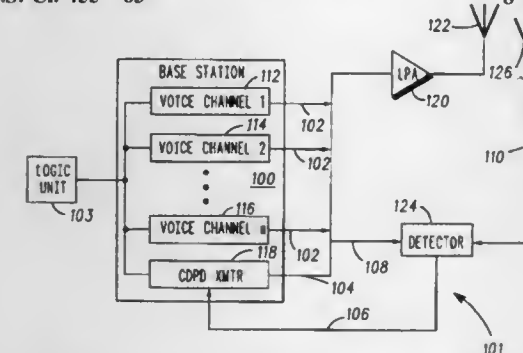 122
126
BASE STATION
112
LPA
120
VOICE CHANNEL 1
102
114
VOICE CHANNEL 2
102
110
LOGIC
UNIT
103
100
116
124
VOICE CHANNEL n
102
DETECTOR
118
108
CDPD XMTR
104
106
101